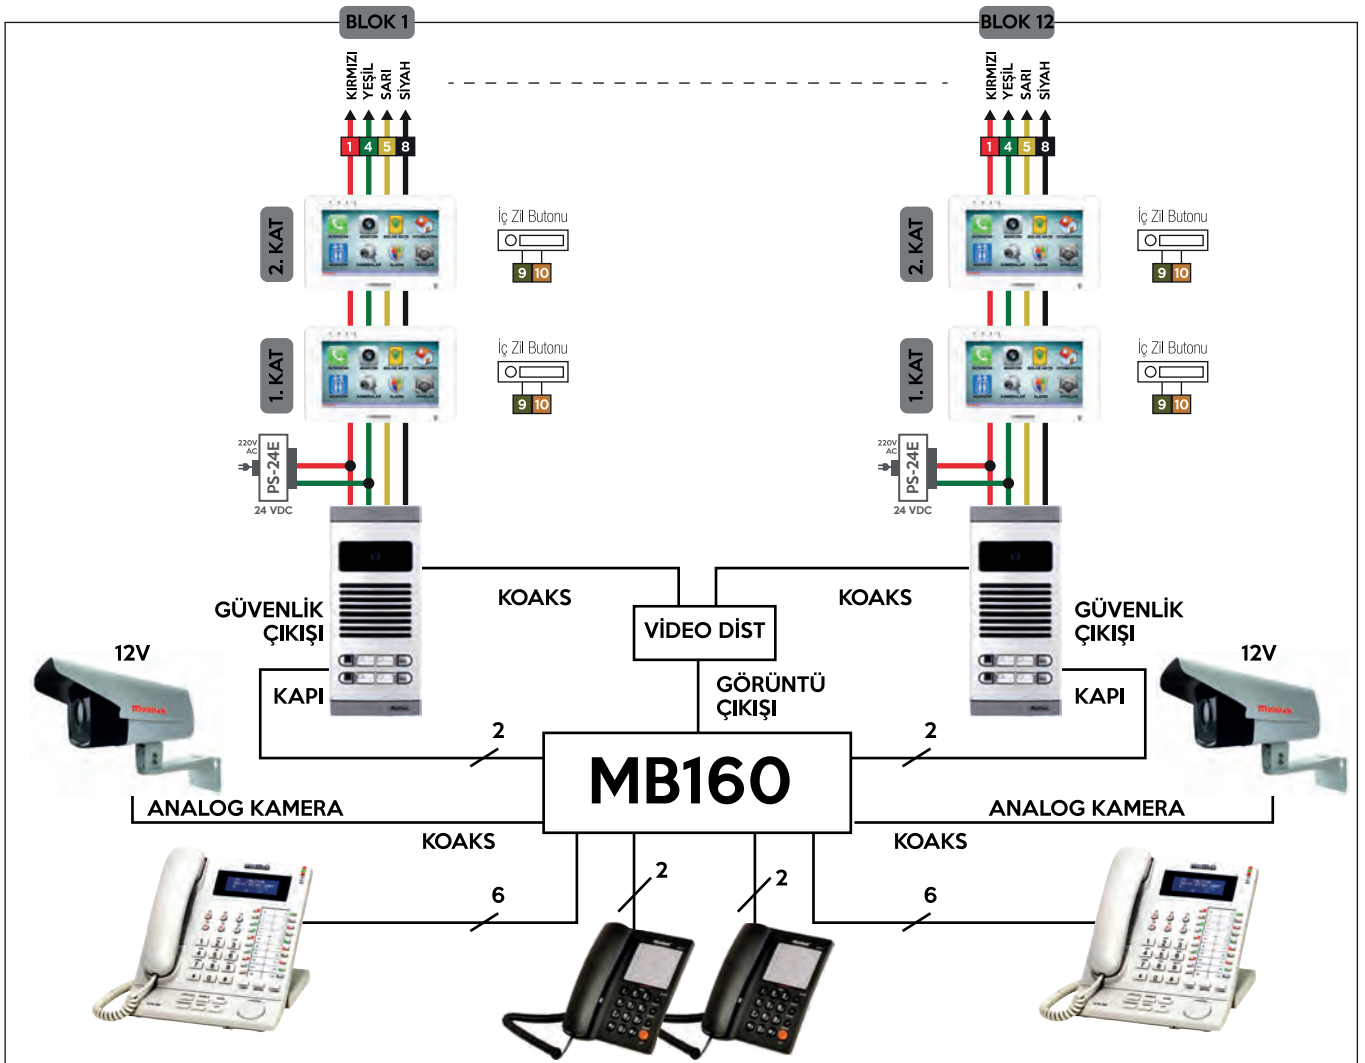 BLOK 1
BLOK 12
KIRMIZI
YEŞİL
SARI
SİYAH
KIRMIZI
YEŞİL
SARI
SİYAH
1 4 5 8
1 4 5 8
2. KAT
İç Zil Butonu
9 10
2. KAT
İç Zil Butonu
9 10
1. KAT
İç Zil Butonu
9 10
1. KAT
İç Zil Butonu
9 10
220V
AC
PS-24E
24 VDC
220V
AC
PS-24E
24 VDC
KOAKS
KOAKS
GÜVENLİK
ÇIKIŞI
VİDEO DİST
GÜVENLİK
ÇIKIŞI
12V
12V
KAPI
GÖRÜNTÜ
ÇIKIŞI
KAPI
Multitek
Multitek
2
2
MB160
ANALOG KAMERA
ANALOG KAMERA
KOAKS
KOAKS
2
2
6
6